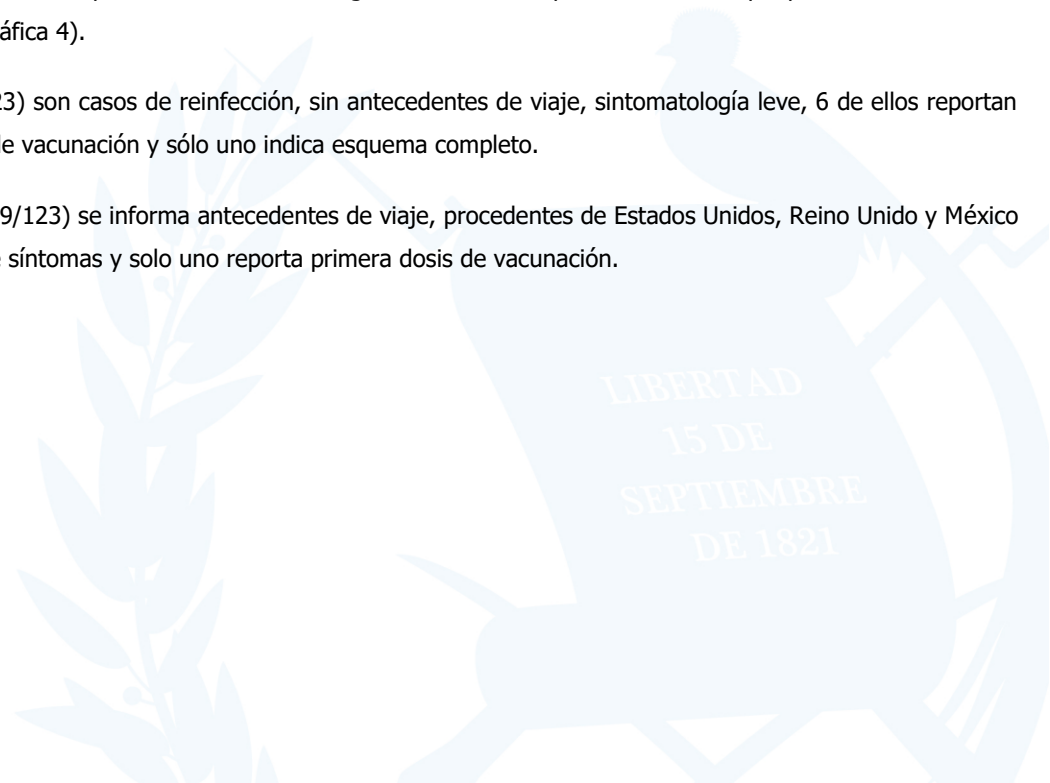 áfica 4).
23) son casos de reinfección, sin antecedentes de viaje, sintomatología leve, 6 de ellos reportan
de vacunación y sólo uno indica esquema completo.
9/123) se informa antecedentes de viaje, procedentes de Estados Unidos, Reino Unido y México
síntomas y solo uno reporta primera dosis de vacunación.
LIBERTAD
15 DE
SEPTIEMBRE
DE 1821